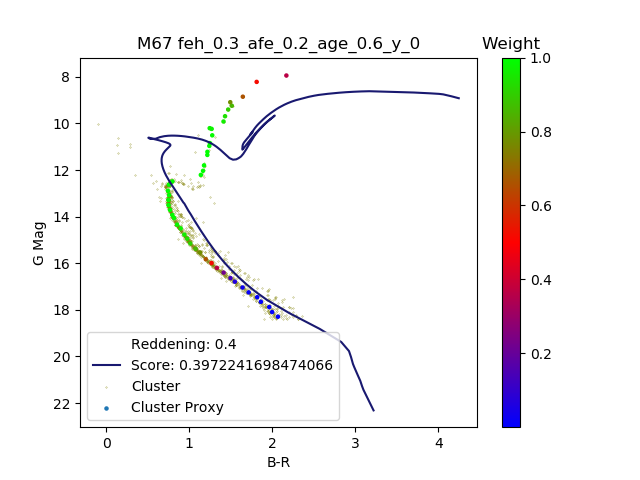 M67 feh_0.3_afe_0.2_age_0.6_y_0
Weight
8
10
12
14
16
18
20
22
G Mag
0
1
2
3
4
B-R
Reddening: 0.4
Score: 0.3972241698474066
Cluster
Cluster Proxy
1.0
0.8
0.6
0.4
0.2